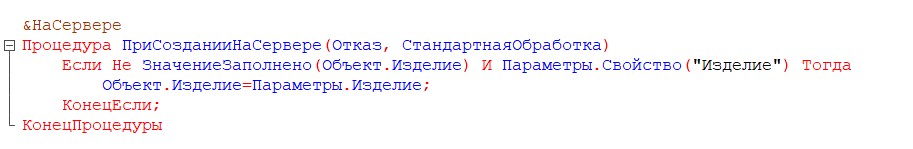 &НаСервере
Процедура ПриСозданииНаСервере(Отказ, СтандартнаяОбработка)
Если Не ЗначениеЗаполнено(Объект.Изделие) И Параметры.Свойство("Изделие") Тогда
Объект.Изделие=Параметры.Изделие;
КонецЕсли;
КонецПроцедуры